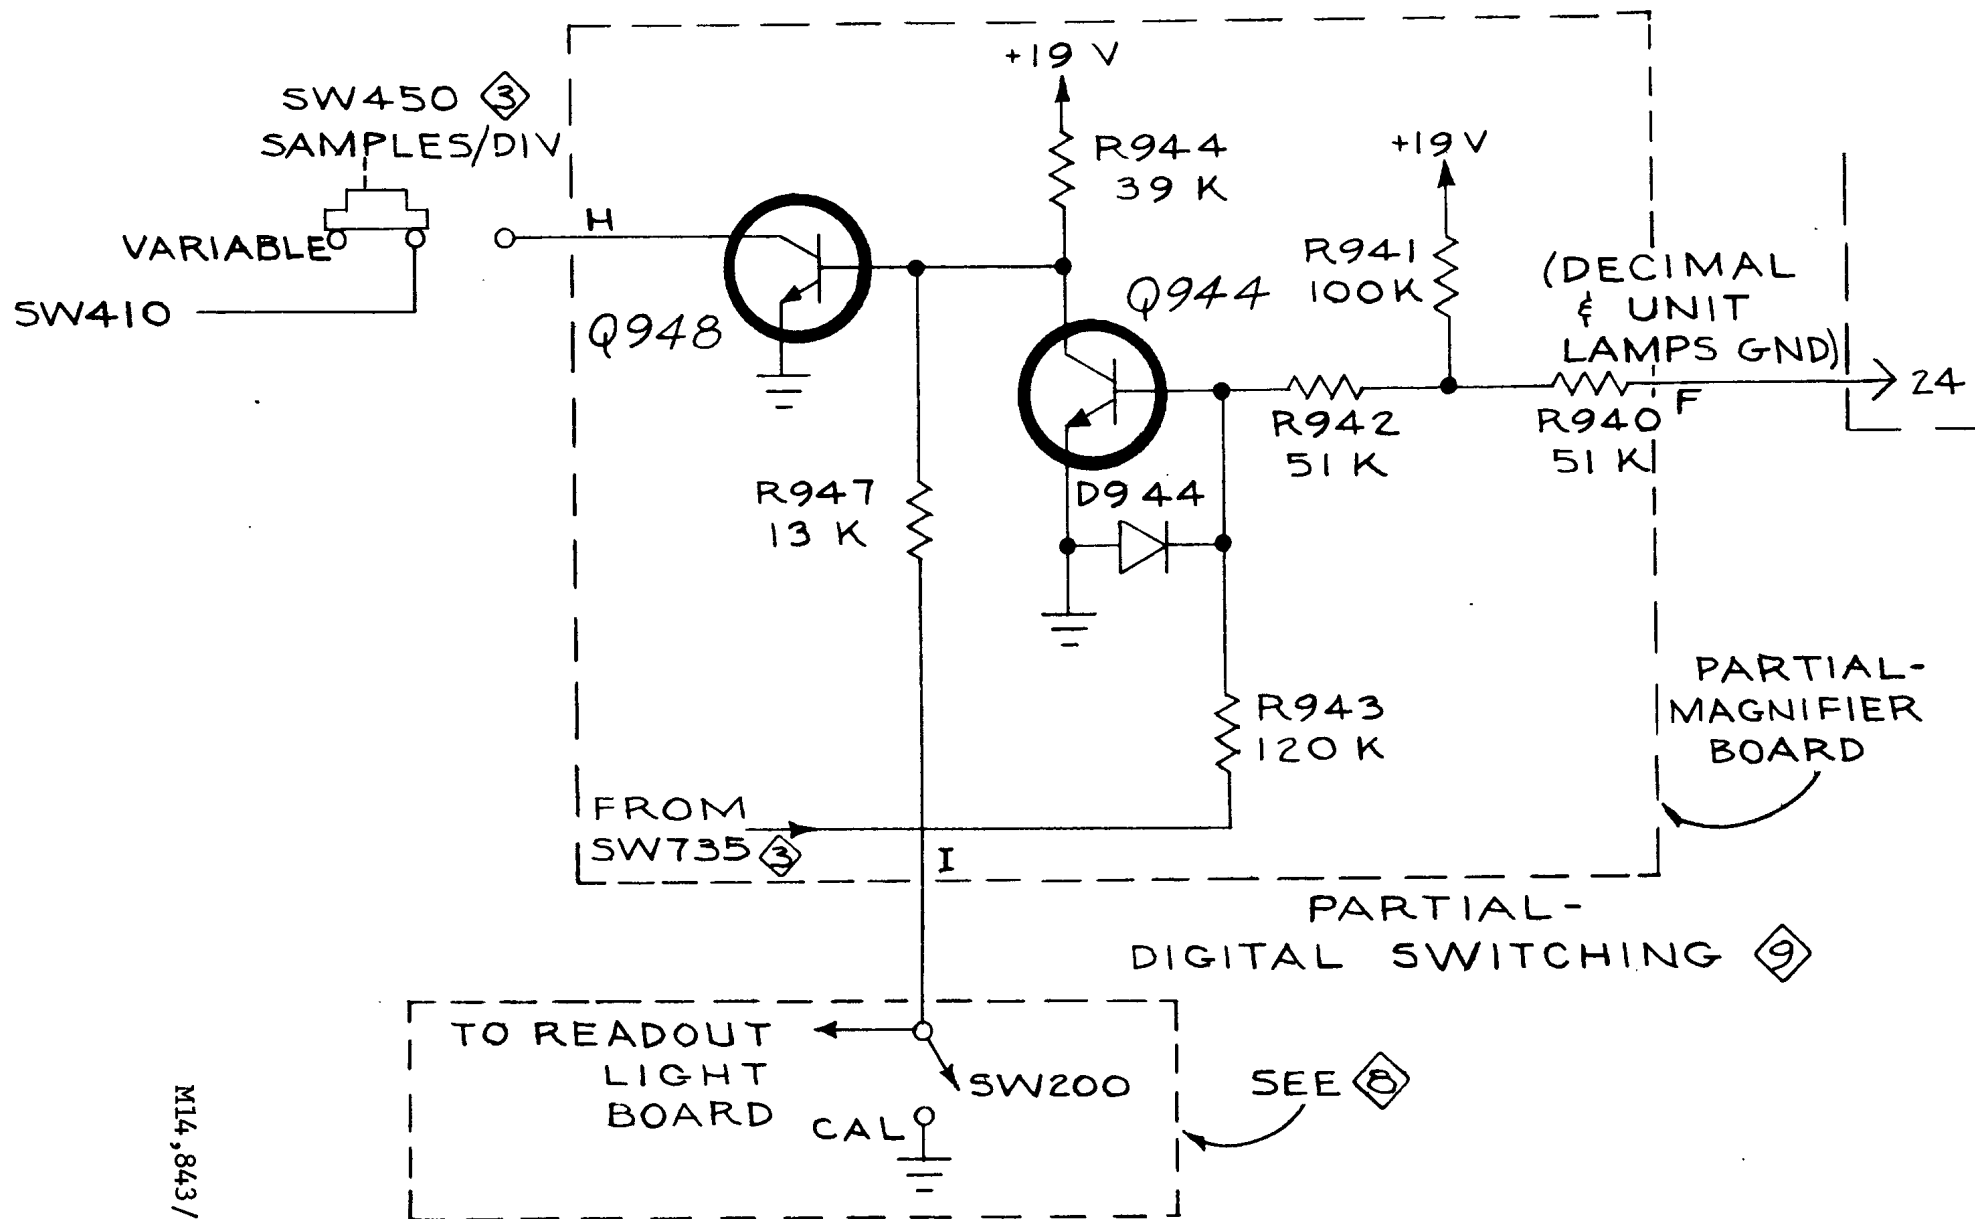 +19 V
SW450 3
SAMPLES/DIV
R944
39 K
+19 V
H
VARIABLE
SW410
Q948
Q944
R941
100K
(DECIMAL
& UNIT
LAMPS GND)
24
F
R942
51 K
R940
51 K
R947
13 K
D944
R943
120 K
PARTIAL-
MAGNIFIER
BOARD
FROM
SW735 3
I
PARTIAL-
DIGITAL SWITCHING 9
TO READOUT
LIGHT
BOARD
SW200
CAL
SEE 8
M14,843/